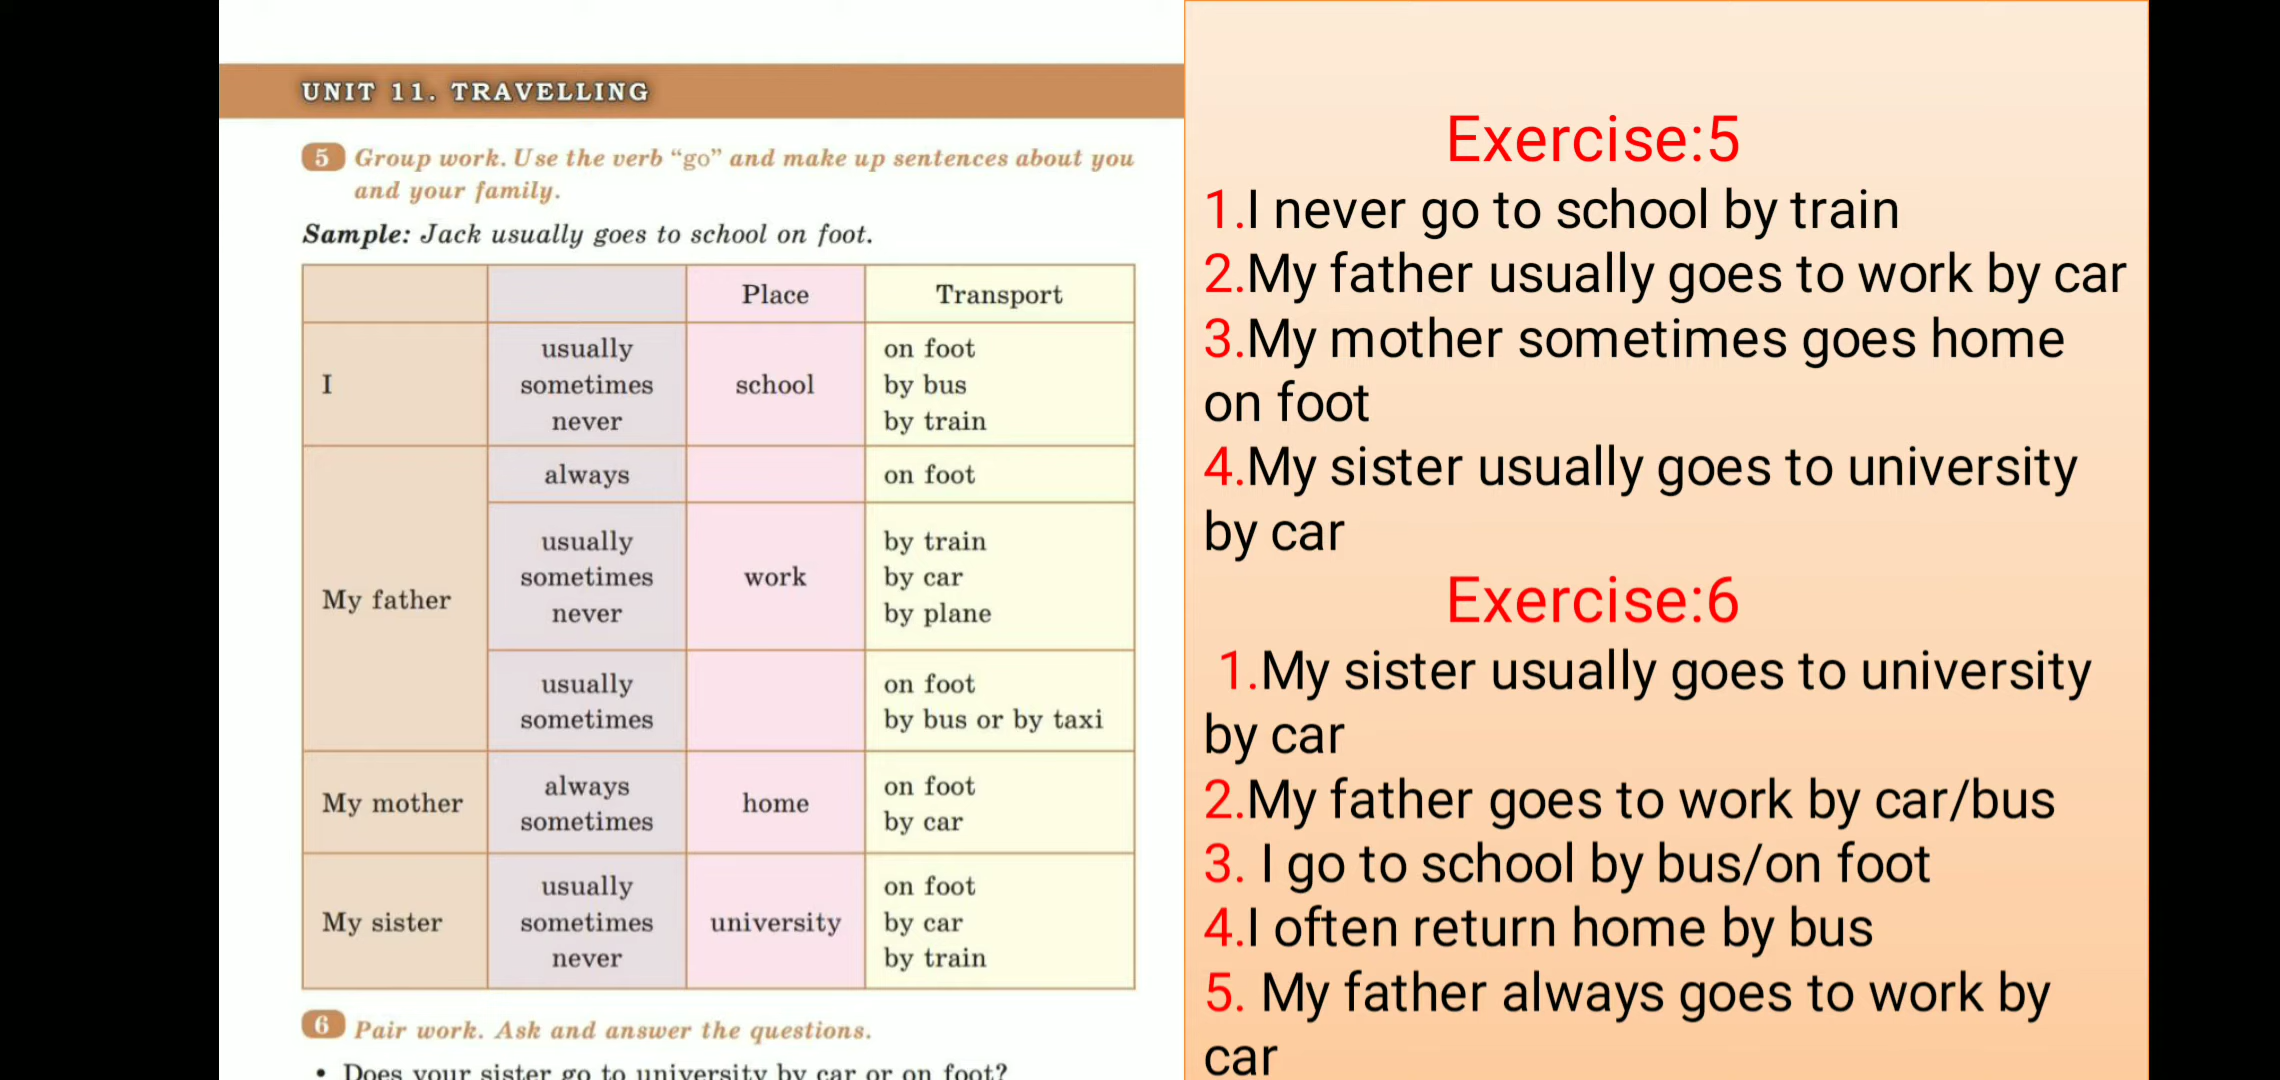 UNIT 11. TRAVELLING
5 Group work. Use the verb “go” and make up sentences about you
and your family.
Sample: Jack usually goes to school on foot.
Place Transport
I
usually
sometimes
never
school
on foot
by bus
by train
My father
always
on foot
usually
sometimes
never
work
by train
by car
by plane
usually
sometimes
on foot
by bus or by taxi
My mother
always
sometimes
home
on foot
by car
My sister
usually
sometimes
never
university
on foot
by car
by train
6 Pair work. Ask and answer the questions.
• Does your sister go to university by car or on foot?
Exercise:5
1.I never go to school by train
2.My father usually goes to work by car
3.My mother sometimes goes home
on foot
4.My sister usually goes to university
by car
Exercise:6
1.My sister usually goes to university
by car
2.My father goes to work by car/bus
3. I go to school by bus/on foot
4.I often return home by bus
5. My father always goes to work by
car